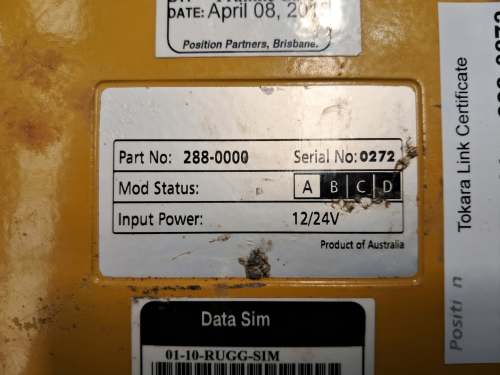 DATE: April 08, 201
Position Partners, Brisbane.
Part No: 288-0000 Serial No: 0272
Mod Status: A B C D
Input Power: 12/24V
Product of Australia
Data Sim
01-10-RUGG-SIM
Tokara Link Certificate